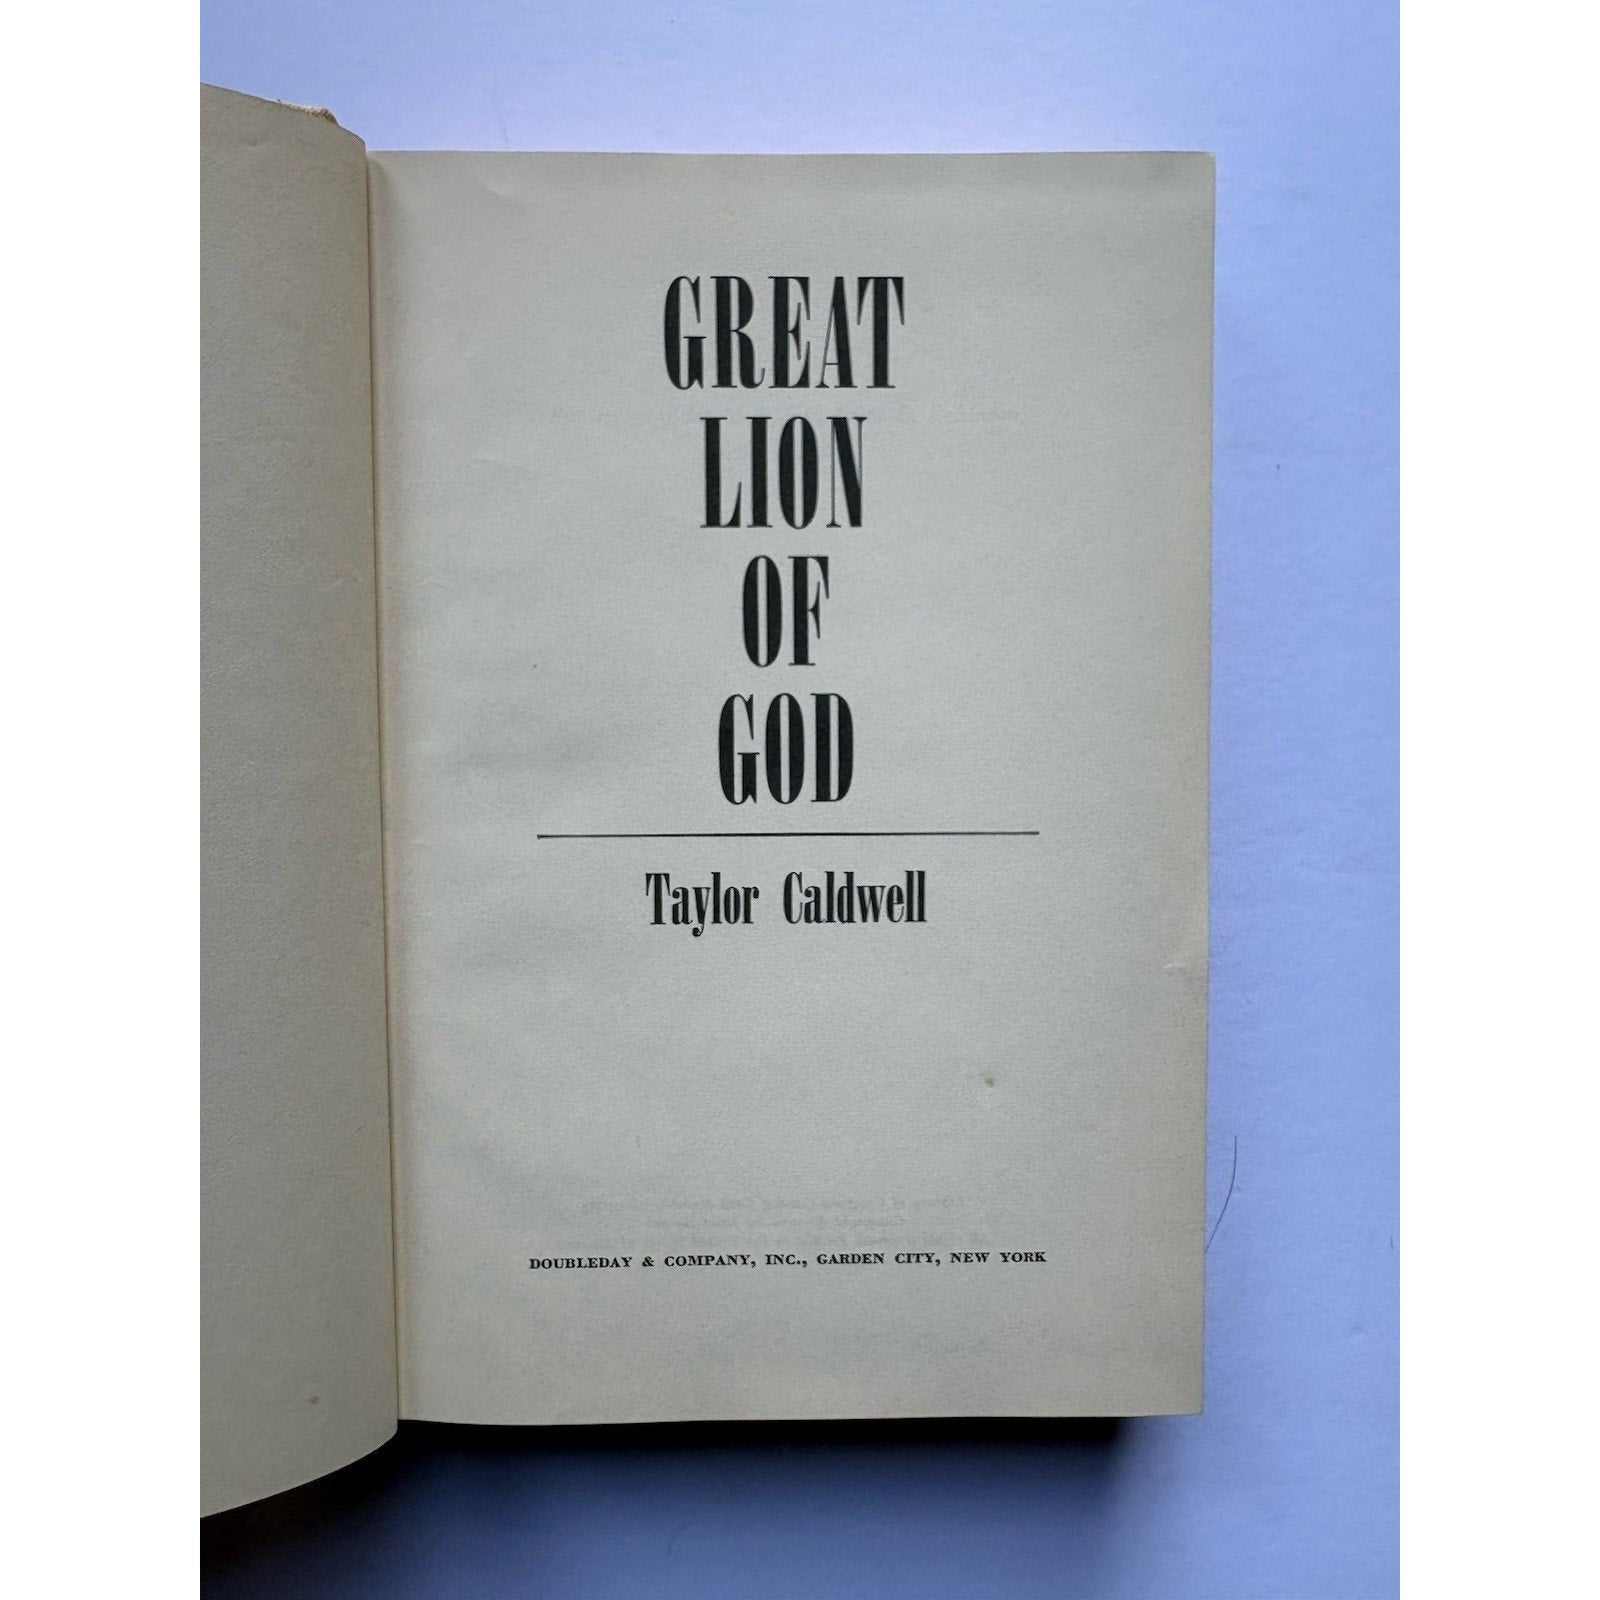 GREAT
LION
OF
GOD
Taylor Caldwell
DOUBLEDAY & COMPANY, INC., GARDEN CITY, NEW YORK